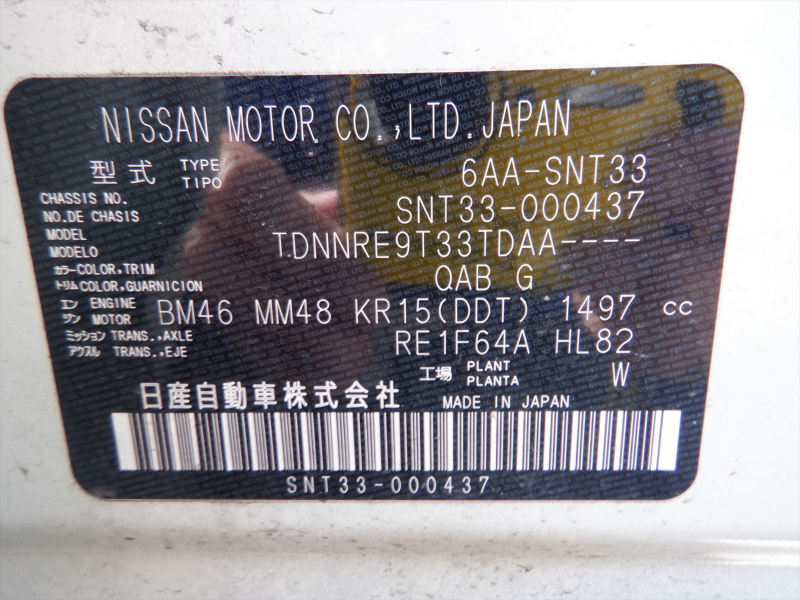 NISSAN MOTOR CO.,LTD.JAPAN
型式 TYPE TIPO 6AA-SNT33
CHASSIS NO. NO.DE CHASIS SNT33-000437
MODEL MODELO TDNNRE9T33TDAA----
カラー COLOR,TRIM トリム COLOR,GUARNICION QAB G
エンジン ENGINE MOTOR BM46 MM48 KR15(DDT) 1497 cc
ミッション TRANS.,AXLE アクスル TRANS.,EJE RE1F64A HL82
工場 PLANT PLANTA W
日産自動車株式会社 MADE IN JAPAN
SNT33-000437